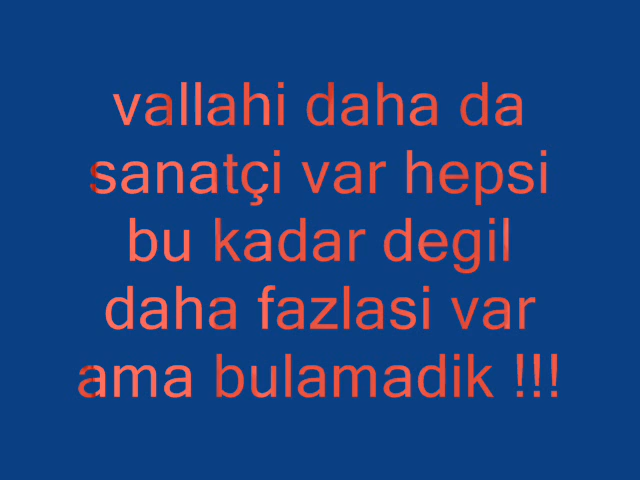 vallahi daha da
sanatçi var hepsi
bu kadar degil
daha fazlasi var
ama bulamadik !!!